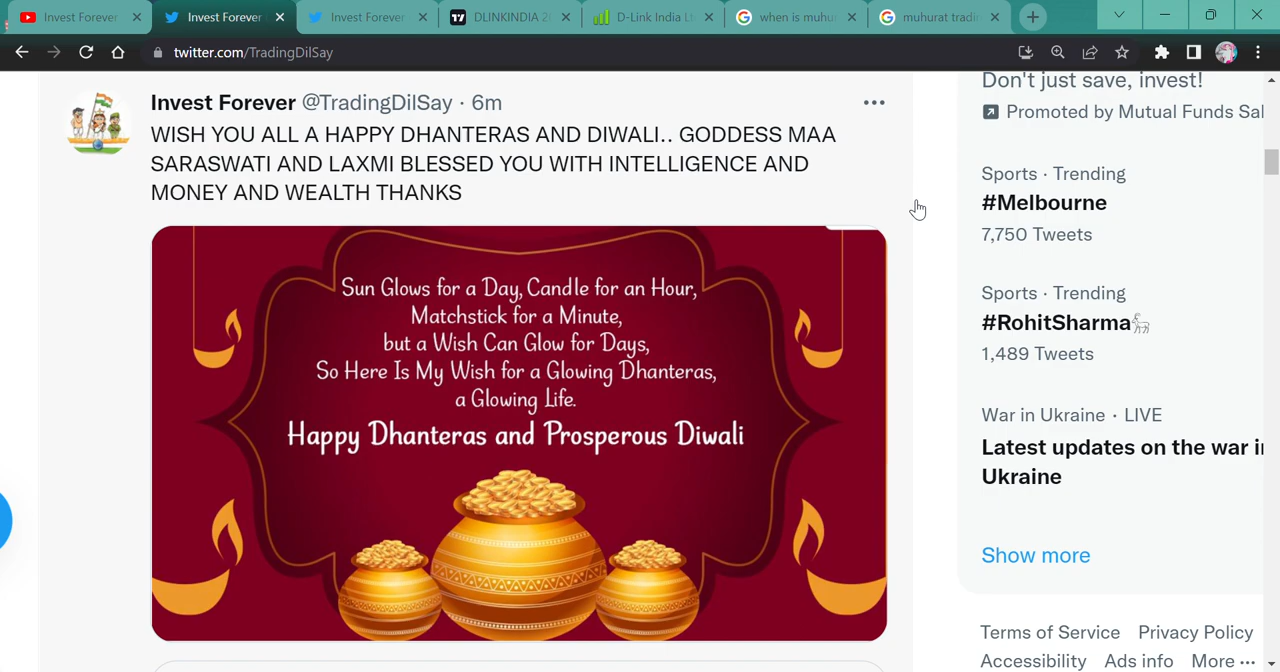 Invest Forever
Invest Forever
Invest Forever
DLINKINDIA 2
D-Link India Lt
when is muhu
muhurat tradi
twitter.com/TradingDilSay
Invest Forever @TradingDilSay · 6m
WISH YOU ALL A HAPPY DHANTERAS AND DIWALI.. GODDESS MAA
SARASWATI AND LAXMI BLESSED YOU WITH INTELLIGENCE AND
MONEY AND WEALTH THANKS
Sun Glows for a Day, Candle for an Hour,
Matchstick for a Minute,
but a Wish Can Glow for Days,
So Here Is My Wish for a Glowing Dhanteras,
a Glowing Life.
Happy Dhanteras and Prosperous Diwali
Don't just save, invest!
Promoted by Mutual Funds Sal
Sports · Trending
#Melbourne
7,750 Tweets
Sports · Trending
#RohitSharma
1,489 Tweets
War in Ukraine · LIVE
Latest updates on the war in
Ukraine
Show more
Terms of Service Privacy Policy
Accessibility Ads info More ···